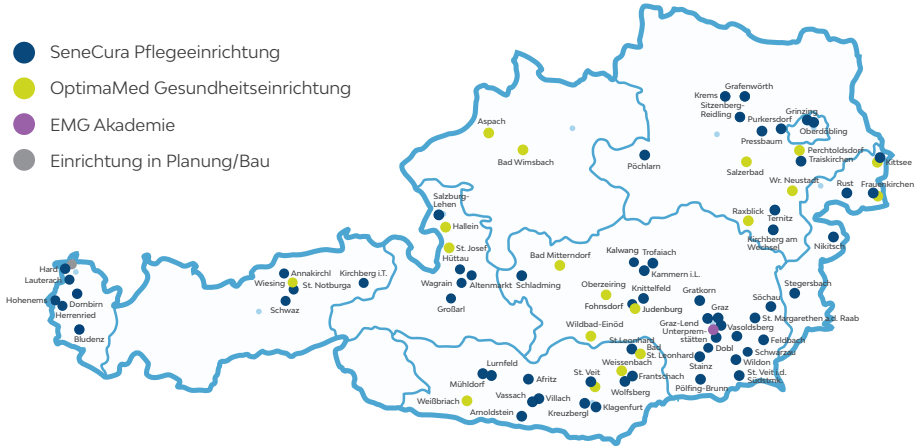 SeneCura Pflegeeinrichtung
OptimaMed Gesundheitseinrichtung
EMG Akademie
Einrichtung in Planung/Bau
Grafenwörth
Krems
Sitzenberg-
Reidling
Purkersdorf
Grinzing
Oberdöbling
Pressbaum
Aspach
Bad Wimsbach
Pöchlarn
Perchtoldsdorf
Traiskirchen
Salzerbad
Kittsee
Wr. Neustadt
Rust
Frauenkirchen
Salzburg-
Lehen
Hallein
St. Josef
Hüttau
Wagrain
Altenmarkt
Großarl
Schladming
Raxblick
Ternitz
Kirchberg am
Wechsel
Nikitsch
Bad Mitterndorf
Kalwang
Trofaiach
Kammern i.L.
Hard
Lauterach
Hohenems
Dornbirn
Herrenried
Bludenz
Annakirchl
Wiesing
St. Notburga
Schwaz
Kirchberg i.T.
Oberzeiring
Knittelfeld
Fohnsdorf
Judenburg
Wildbad-Einöd
Gratkorn
Graz
Graz-Lend
Unterprem-
stätten
Vasoldsberg
Dobl
Stainz
Pölfing-Brunn
Söchau
Stegersbach
St. Margarethen a.d. Raab
Feldbach
Schwarzau
Wildon
St. Veit i.d.
Südstmk.
St Leonhard
Bad
St. Leonhard
Weissenbach
Frantschach
Wolfsberg
Lurnfeld
Mühldorf
Weißbriach
Afritz
Vassach
Villach
Arnoldstein
St. Veit
Kreuzbergl
Klagenfurt